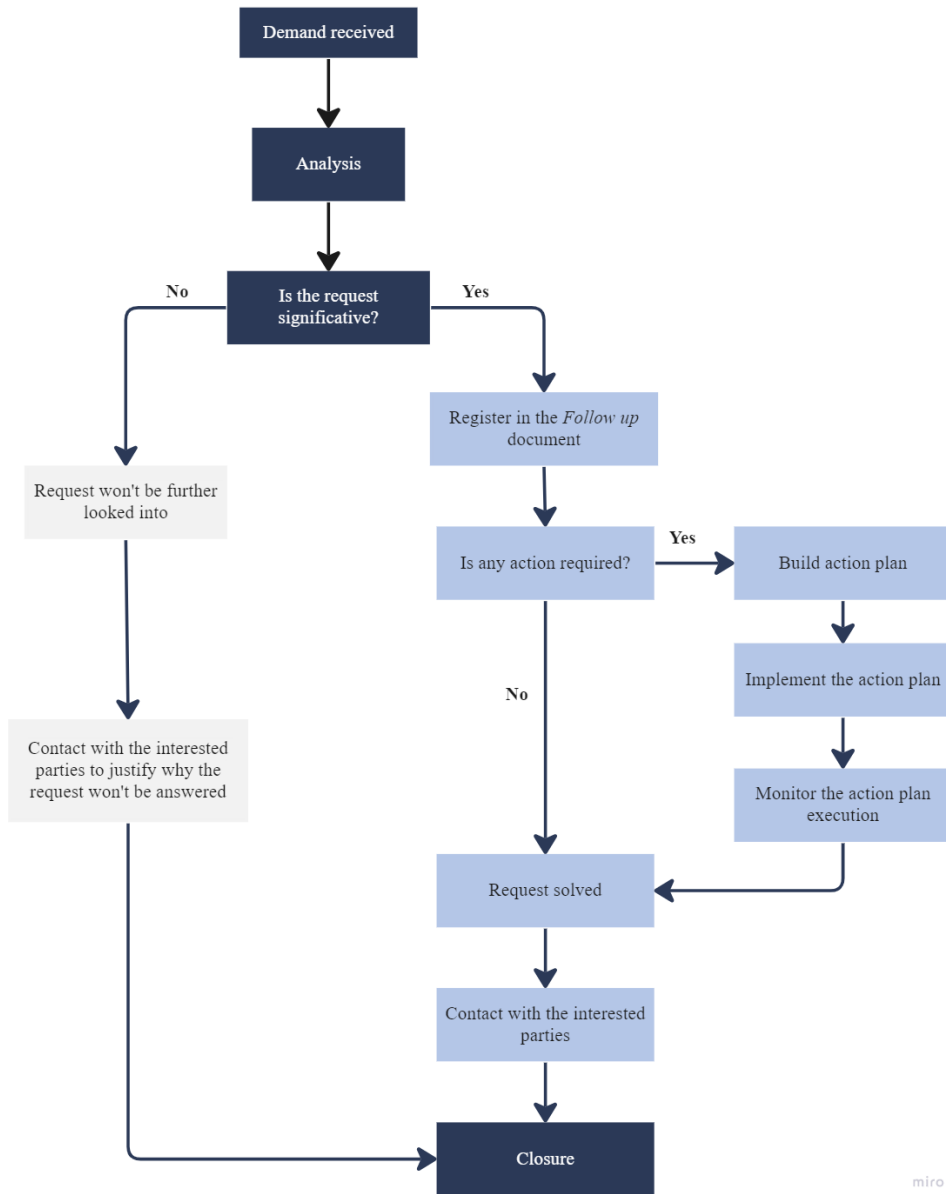 Demand received
Analysis
Is the request
significative?
No
Yes
Register in the Follow up
document
Request won't be further
looked into
Is any action required?
Yes
Build action plan
Implement the action plan
No
Contact with the interested
parties to justify why the
request won't be answered
Monitor the action plan
execution
Request solved
Contact with the interested
parties
Closure
miro